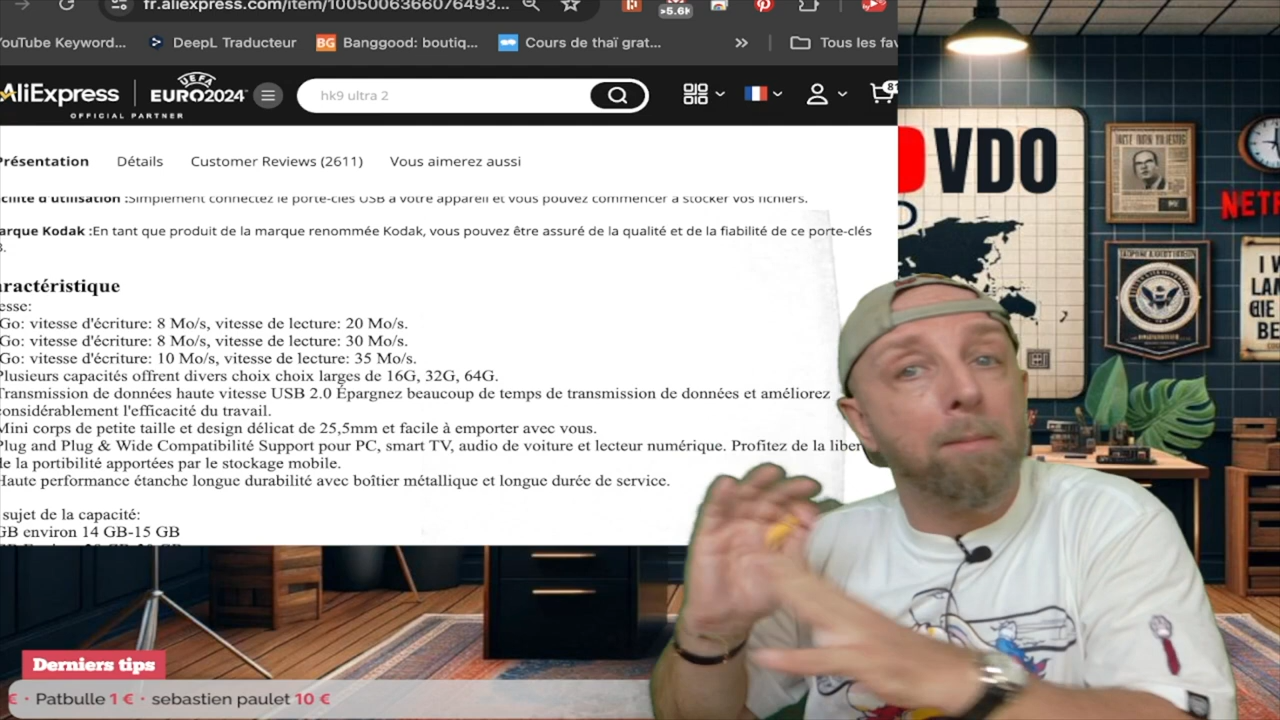 fr.aliexpress.com/item/1005006366076493...
>5.6K
YouTube Keyword...
DeepL Traducteur
BG Banggood: boutiq...
Cours de thaï grat...
»
Tous les fav
AliExpress
UEFA
EURO2024
OFFICIAL PARTNER
hk9 ultra 2
8
Présentation
Détails
Customer Reviews (2611)
Vous aimerez aussi
cilité d'utilisation :Simplement connectez le porte-clés USB à votre appareil et vous pouvez commencer à stocker vos fichiers.
arque Kodak :En tant que produit de la marque renommée Kodak, vous pouvez être assuré de la qualité et de la fiabilité de ce porte-clés
ractéristique
esse:
Go: vitesse d'écriture: 8 Mo/s, vitesse de lecture: 20 Mo/s.
Go: vitesse d'écriture: 8 Mo/s, vitesse de lecture: 30 Mo/s.
Go: vitesse d'écriture: 10 Mo/s, vitesse de lecture: 35 Mo/s.
Plusieurs capacités offrent divers choix choix larges de 16G, 32G, 64G.
Transmission de données haute vitesse USB 2.0 Épargnez beaucoup de temps de transmission de données et améliorez
considérablement l'efficacité du travail.
Mini corps de petite taille et design délicat de 25,5mm et facile à emporter avec vous.
Plug and Plug & Wide Compatibilité Support pour PC, smart TV, audio de voiture et lecteur numérique. Profitez de la liber
de la portibilité apportées par le stockage mobile.
Haute performance étanche longue durabilité avec boîtier métallique et longue durée de service.
sujet de la capacité:
GB environ 14 GB-15 GB
VDO
NETF
I W
LAM
Derniers tips
€ · Patbulle 1 € · sebastien paulet 10 €